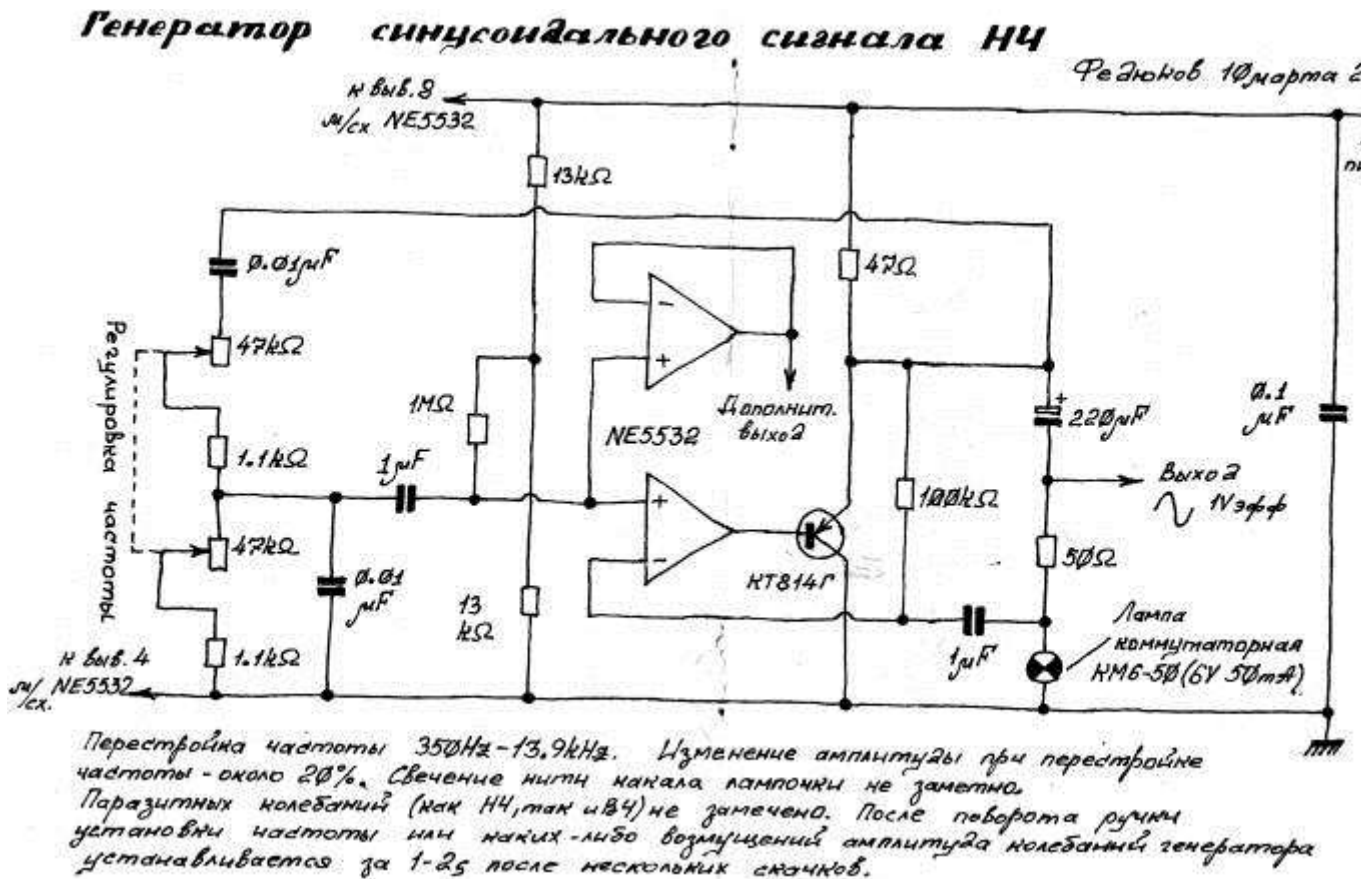 Генератор синусоидального сигнала НЧ
Федюков 10 марта
к выв. 8
м/сх NE5532
13kΩ
0.01μF
47Ω
Регулировка частоты
47kΩ
1MΩ
Дополнит.
выход
NE5532
0.1
μF
220μF
1.1kΩ
1μF
Выход
1Vэфф
100kΩ
47kΩ
50Ω
КТ814Г
0.01
μF
13
kΩ
1μF
Лампа
коммутаторная
КМ6-50 (6V 50mA)
1.1kΩ
к выв. 4
м/сх. NE5532
Перестройка частоты 350Hz-13.9kHz. Изменение амплитуды при перестройке
частоты - около 20%. Свечение нити накала лампочки не заметно.
Паразитных колебаний (как НЧ, так и ВЧ) не замечено. После поворота ручки
установки частоты или каких-либо возмущений амплитуда колебаний генератора
устанавливается за 1-2s после нескольких скачков.